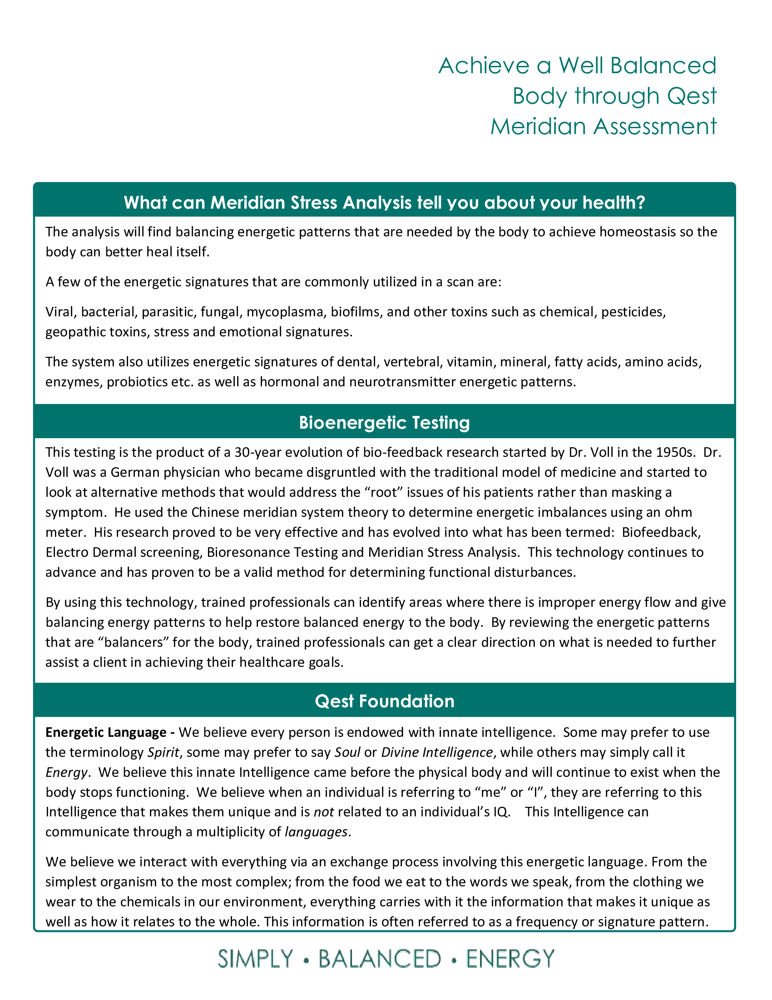 Achieve a Well Balanced
Body through Qest
Meridian Assessment
What can Meridian Stress Analysis tell you about your health?
The analysis will find balancing energetic patterns that are needed by the body to achieve homeostasis so the
body can better heal itself.
A few of the energetic signatures that are commonly utilized in a scan are:
Viral, bacterial, parasitic, fungal, mycoplasma, biofilms, and other toxins such as chemical, pesticides,
geopathic toxins, stress and emotional signatures.
The system also utilizes energetic signatures of dental, vertebral, vitamin, mineral, fatty acids, amino acids,
enzymes, probiotics etc. as well as hormonal and neurotransmitter energetic patterns.
Bioenergetic Testing
This testing is the product of a 30-year evolution of bio-feedback research started by Dr. Voll in the 1950s.  Dr.
Voll was a German physician who became disgruntled with the traditional model of medicine and started to
look at alternative methods that would address the “root” issues of his patients rather than masking a
symptom.  He used the Chinese meridian system theory to determine energetic imbalances using an ohm
meter.  His research proved to be very effective and has evolved into what has been termed:  Biofeedback,
Electro Dermal screening, Bioresonance Testing and Meridian Stress Analysis.  This technology continues to
advance and has proven to be a valid method for determining functional disturbances.
By using this technology, trained professionals can identify areas where there is improper energy flow and give
balancing energy patterns to help restore balanced energy to the body.  By reviewing the energetic patterns
that are “balancers” for the body, trained professionals can get a clear direction on what is needed to further
assist a client in achieving their healthcare goals.
Qest Foundation
Energetic Language - We believe every person is endowed with innate intelligence.  Some may prefer to use
the terminology Spirit, some may prefer to say Soul or Divine Intelligence, while others may simply call it
Energy.  We believe this innate Intelligence came before the physical body and will continue to exist when the
body stops functioning.  We believe when an individual is referring to “me” or “I”, they are referring to this
Intelligence that makes them unique and is not related to an individual’s IQ.    This Intelligence can
communicate through a multiplicity of languages.
We believe we interact with everything via an exchange process involving this energetic language. From the
simplest organism to the most complex; from the food we eat to the words we speak, from the clothing we
wear to the chemicals in our environment, everything carries with it the information that makes it unique as
well as how it relates to the whole. This information is often referred to as a frequency or signature pattern.
SIMPLY • BALANCED • ENERGY